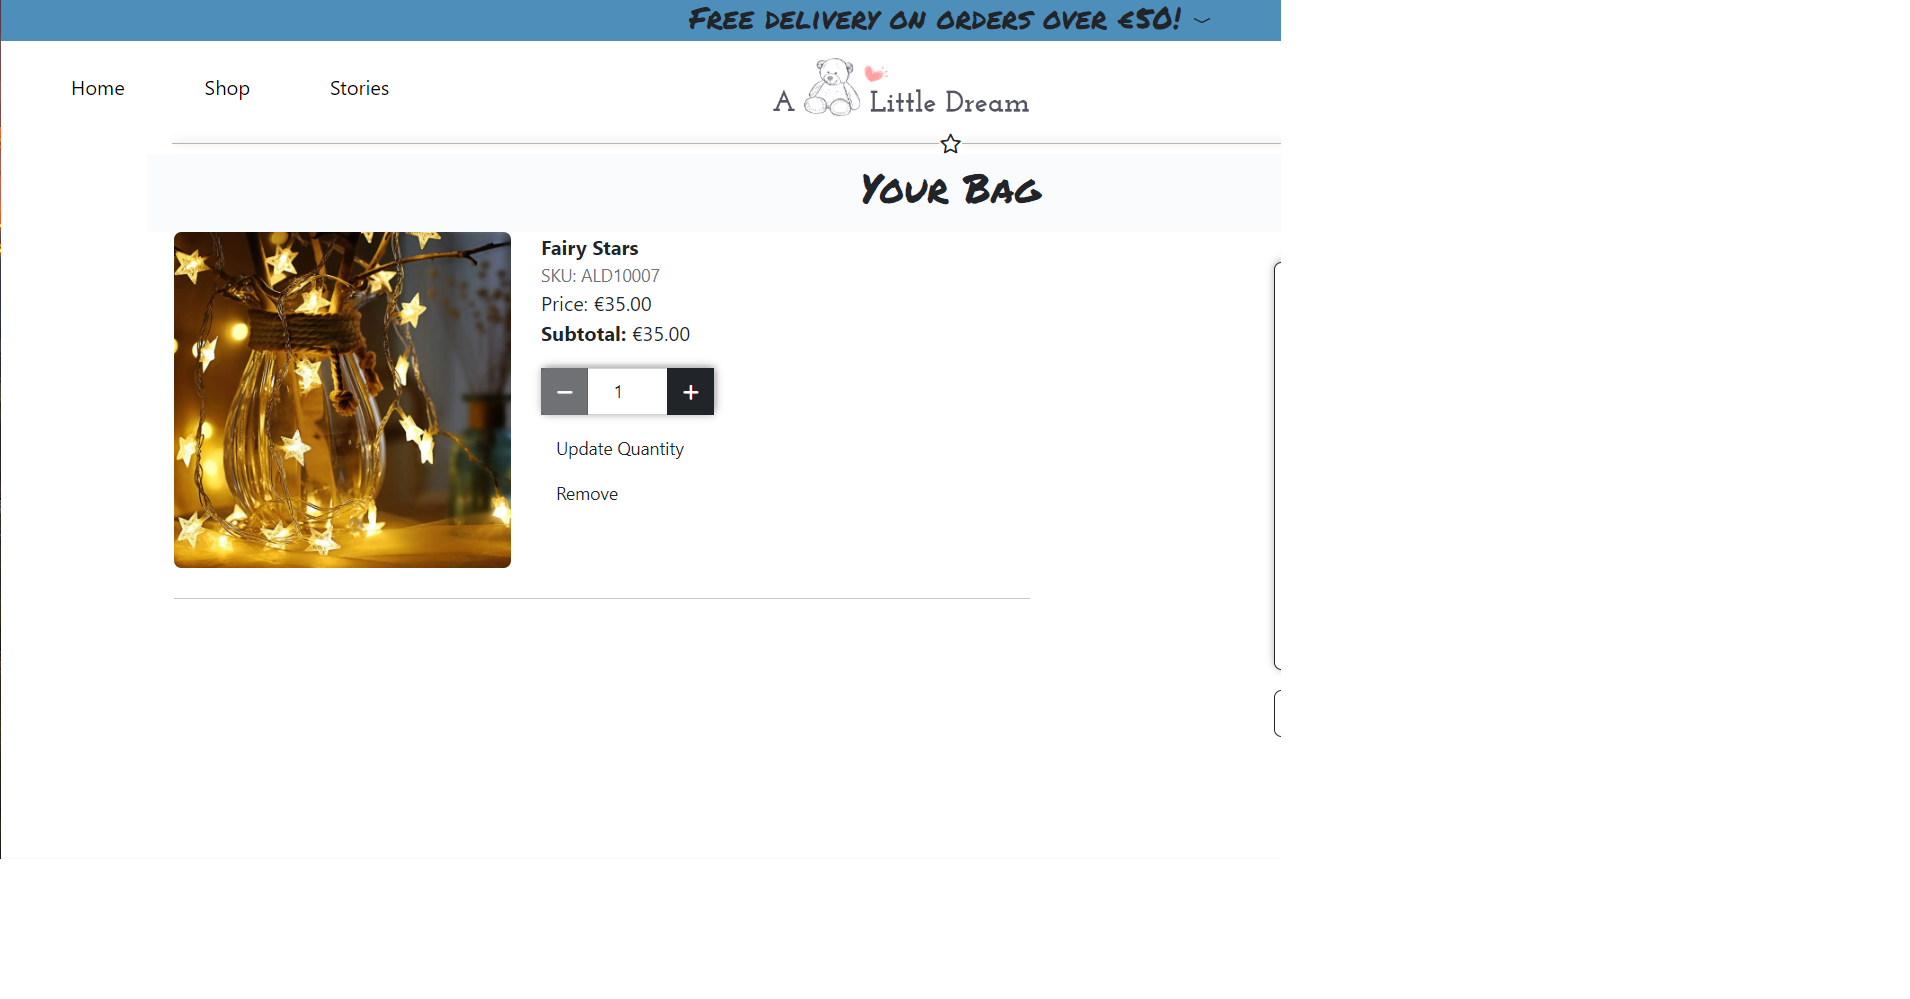 Free delivery on orders over €50!
Home Shop Stories
A Little Dream
Your Bag
Fairy Stars
SKU: ALD10007
Price: €35.00
Subtotal: €35.00
1
Update Quantity
Remove